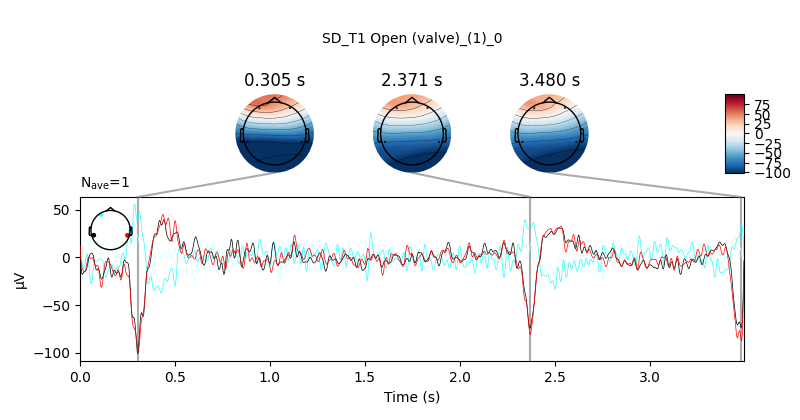 SD_T1 Open (valve)_(1)_0
0.305 s 2.371 s 3.480 s
75
50
25
0
−25
−50
−75
−100
Nave=1
50
0
−50
−100
µV
0.0 0.5 1.0 1.5 2.0 2.5 3.0
Time (s)